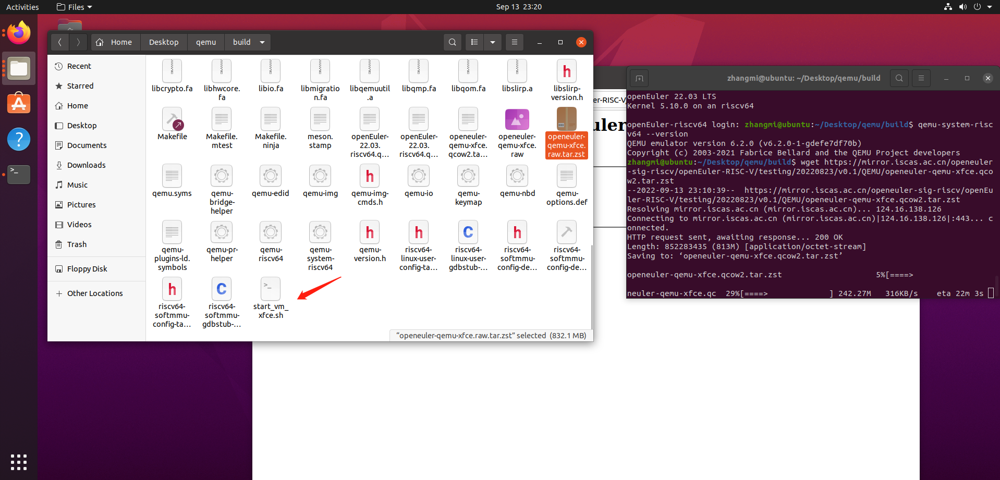 Activities
Files
Sep 13 23:20
Home
Desktop
qemu
build
Recent
Starred
Home
Desktop
Documents
Downloads
Music
Pictures
Videos
Trash
Floppy Disk
Other Locations
libcrypto.fa
libhwcore.
fa
libio.fa
libmigratio
n.fa
libqemuutil
.a
libqmp.fa
libqom.fa
libslirp.a
h
libslirp-
version.h
Makefile
Makefile.
mtest
Makefile.
ninja
meson.
stamp
openEuler-
22.03.
riscv64.q...
openEuler-
22.03.
riscv64.q...
openeuler-
qemu-xfce.
qcow2.ta...
openeuler-
qemu-xfce.
raw
openeuler-
qemu-xfce.
raw.tar.zst
qemu.syms
qemu-
bridge-
helper
qemu-edid
qemu-img
h
qemu-img-
cmds.h
qemu-io
qemu-
keymap
qemu-nbd
qemu-
options.def
qemu-
plugins-ld.
symbols
qemu-pr-
helper
qemu-
riscv64
qemu-
system-
riscv64
h
qemu-
version.h
h
riscv64-
linux-user-
config-ta...
C
riscv64-
linux-user-
gdbstub-...
h
riscv64-
softmmu-
config-de...
riscv64-
softmmu-
config-de...
h
riscv64-
softmmu-
config-ta...
C
riscv64-
softmmu-
gdbstub-...
>_
start_vm_
xfce.sh
“openeuler-qemu-xfce.raw.tar.zst” selected (832.1 MB)
er-RISC-V/
uler
zhangmi@ubuntu: ~/Desktop/qemu/build
openEuler 22.03 LTS
Kernel 5.10.0 on an riscv64
openEuler-riscv64 login: zhangmi@ubuntu:~/Desktop/qemu/build$ qemu-system-risc
v64 --version
QEMU emulator version 6.2.0 (v6.2.0-1-gdefe7df70b)
Copyright (c) 2003-2021 Fabrice Bellard and the QEMU Project developers
zhangmi@ubuntu:~/Desktop/qemu/build$ wget https://mirror.iscas.ac.cn/openeuler
-sig-riscv/openEuler-RISC-V/testing/20220823/v0.1/QEMU/openeuler-qemu-xfce.qco
w2.tar.zst
--2022-09-13 23:10:39--  https://mirror.iscas.ac.cn/openeuler-sig-riscv/openEu
ler-RISC-V/testing/20220823/v0.1/QEMU/openeuler-qemu-xfce.qcow2.tar.zst
Resolving mirror.iscas.ac.cn (mirror.iscas.ac.cn)... 124.16.138.126
Connecting to mirror.iscas.ac.cn (mirror.iscas.ac.cn)|124.16.138.126|:443... c
onnected.
HTTP request sent, awaiting response... 200 OK
Length: 852283435 (813M) [application/octet-stream]
Saving to: ‘openeuler-qemu-xfce.qcow2.tar.zst’
openeuler-qemu-xfce.qcow2.tar.zst 5%[====>
neuler-qemu-xfce.qc 29%[====> ] 242.27M 316KB/s eta 22m 3s